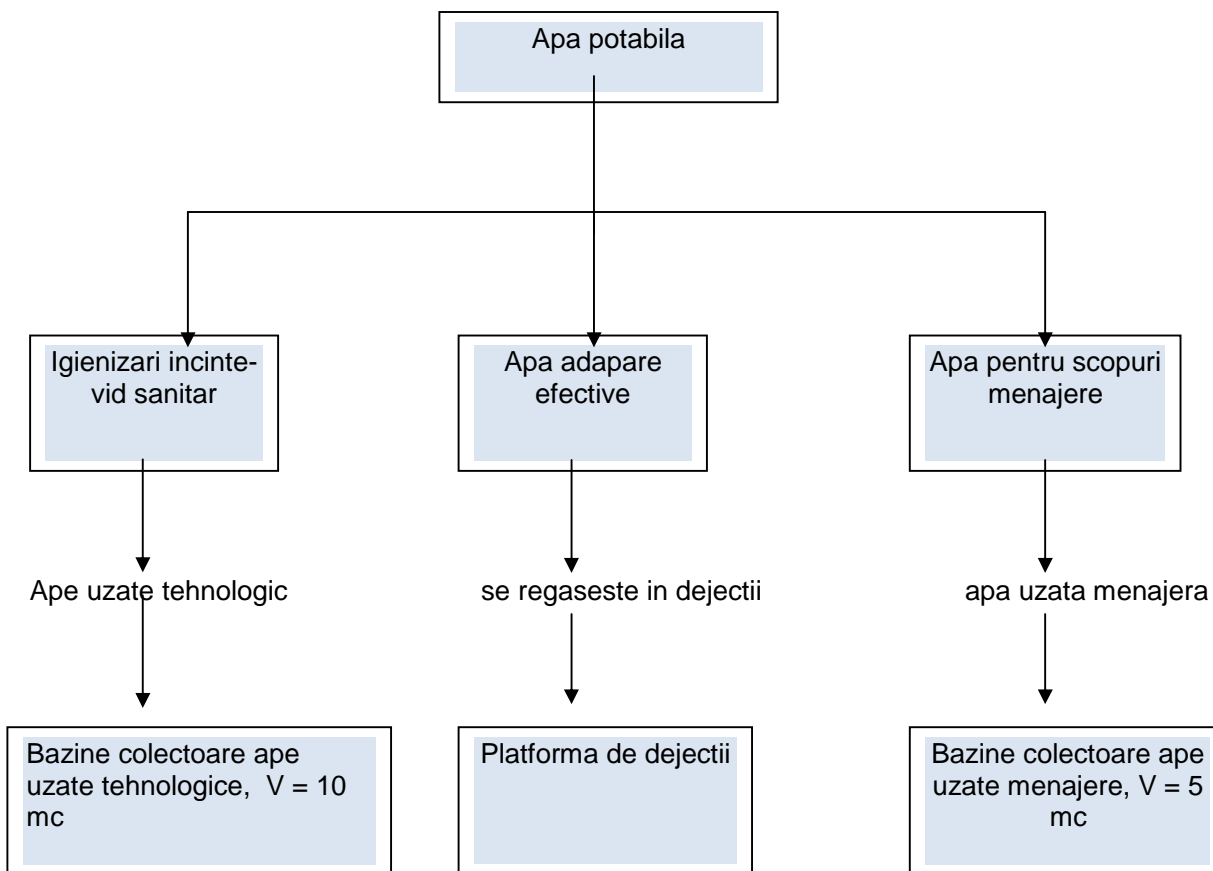 Apa potabila
Igienizari incinte-
vid sanitar
Apa adapare
efective
Apa pentru scopuri
menajere
Ape uzate tehnologic
se regaseste in dejectii
apa uzata menajera
Bazine colectoare ape
uzate tehnologice, V = 10
mc
Platforma de dejectii
Bazine colectoare ape
uzate menajere, V = 5
mc